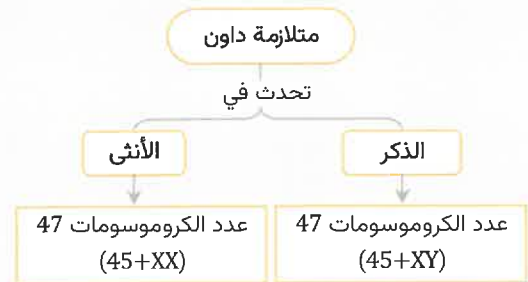 متلازمة داون
تحدث في
الذكر
الأنثى
عدد الكروموسومات 47
(45+XY)
عدد الكروموسومات 47
(45+XX)